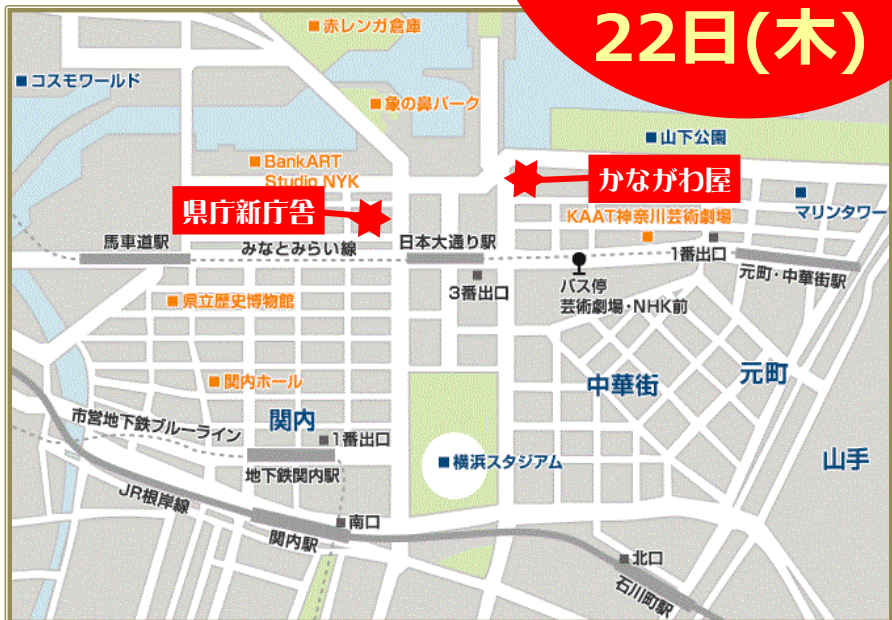 22日(木)
赤レンガ倉庫
コスモワールド
象の鼻パーク
山下公園
BankART
Studio NYK
かながわ屋
県庁新庁舎
マリンタワー
KAAT神奈川芸術劇場
馬車道駅
みなとみらい線
日本大通り駅
1番出口
元町・中華街駅
3番出口
バス停
芸術劇場・NHK前
県立歴史博物館
関内ホール
中華街
元町
市営地下鉄ブルーライン
関内
1番出口
横浜スタジアム
山手
地下鉄関内駅
JR根岸線
南口
関内駅
北口
石川町駅